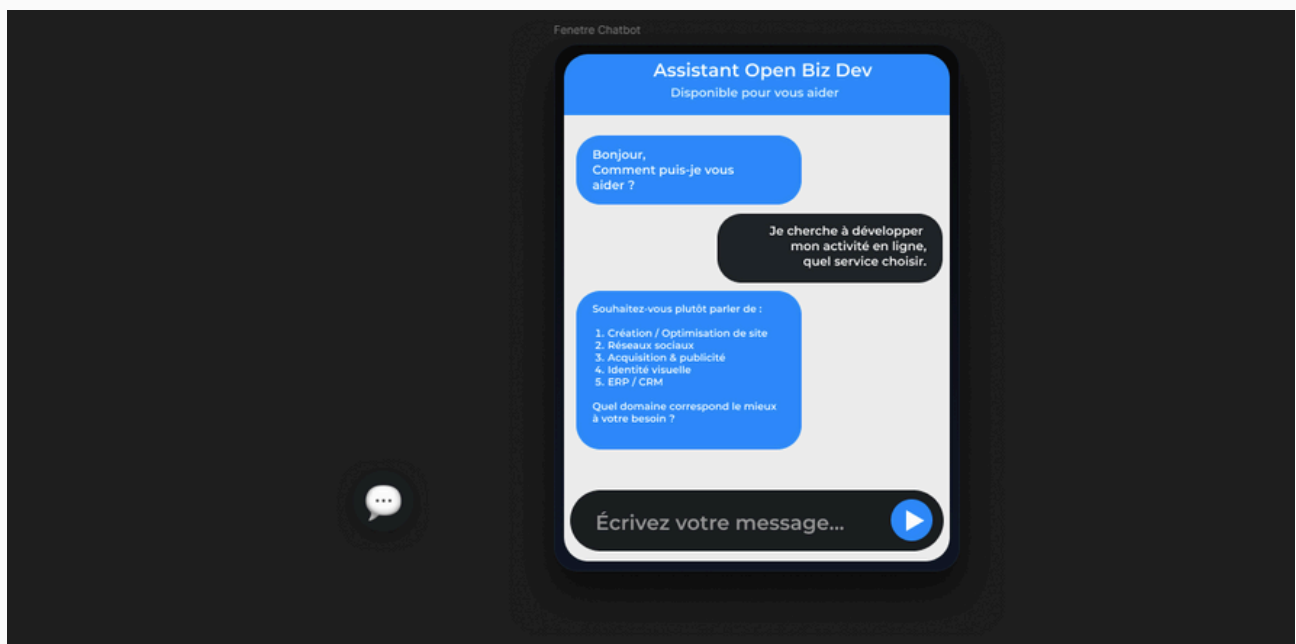 Fenetre Chatbot
Assistant Open Biz Dev
Disponible pour vous aider
Bonjour,
Comment puis-je vous
aider ?
Je cherche à développer
mon activité en ligne,
quel service choisir.
Souhaitez-vous plutôt parler de :
1. Création / Optimisation de site
2. Réseaux sociaux
3. Acquisition & publicité
4. Identité visuelle
5. ERP / CRM
Quel domaine correspond le mieux
à votre besoin ?
Écrivez votre message...